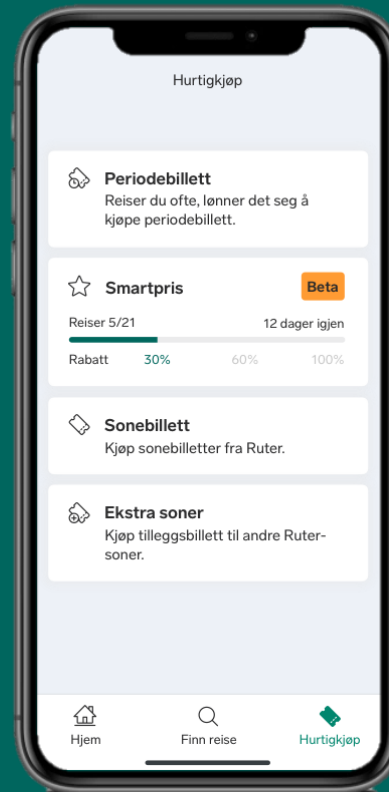 Hurtigkjøp
Periodebillett
Reiser du ofte, lønner det seg å
kjøpe periodebillett.
Smartpris Beta
Reiser 5/21 12 dager igjen
Rabatt 30% 60% 100%
Sonebillett
Kjøp sonebilletter fra Ruter.
Ekstra soner
Kjøp tilleggsbillett til andre Ruter-
soner.
Hjem Finn reise Hurtigkjøp